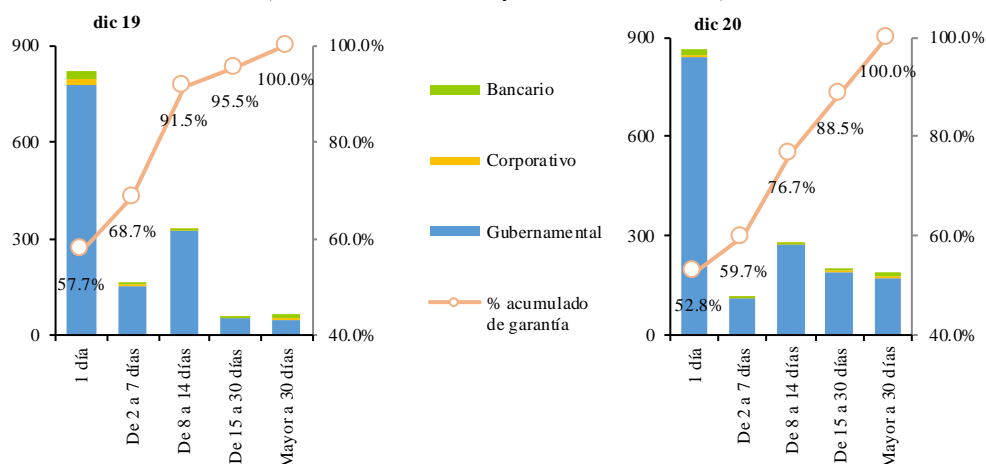 dic 19
900
600
300
0
100.0%
80.0%
60.0%
40.0%
57.7%
68.7%
91.5%
95.5%
100.0%
1 día
De 2 a 7 días
De 8 a 14 días
De 15 a 30 días
Mayor a 30 días
Bancario
Corporativo
Gubernamental
% acumulado
de garantía
dic 20
900
600
300
0
100.0%
80.0%
60.0%
40.0%
52.8%
59.7%
76.7%
88.5%
100.0%
1 día
De 2 a 7 días
De 8 a 14 días
De 15 a 30 días
Mayor a 30 días